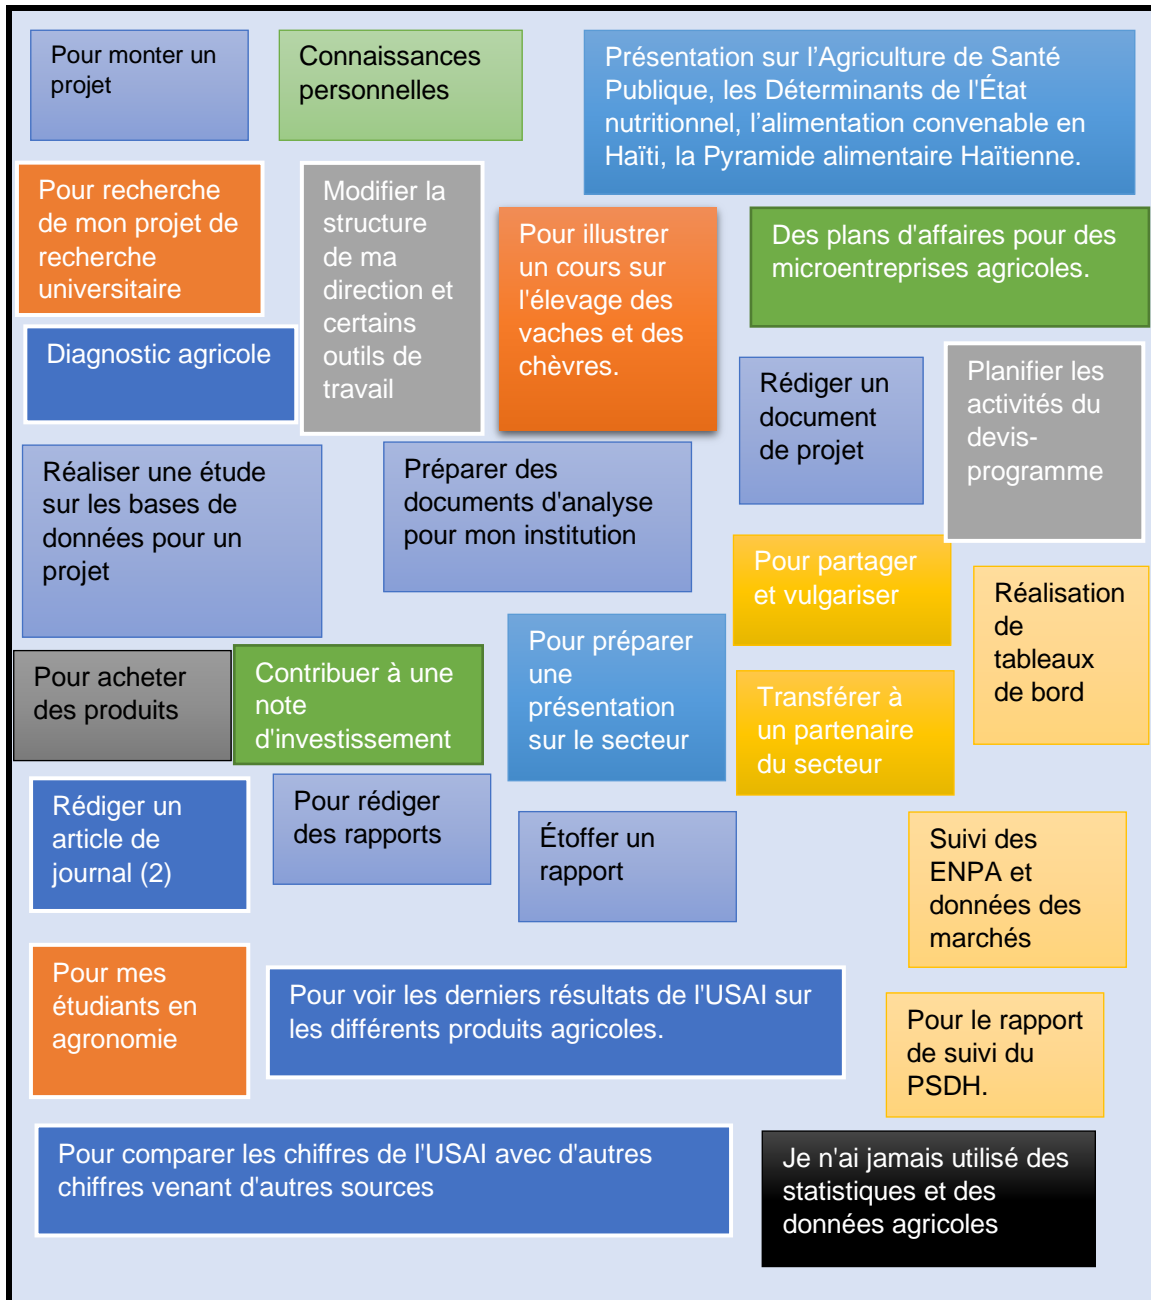 Pour monter un
projet
Connaissances
personnelles
Présentation sur l’Agriculture de Santé
Publique, les Déterminants de l'État
nutritionnel, l’alimentation convenable en
Haïti, la Pyramide alimentaire Haïtienne.
Pour recherche
de mon projet de
recherche
universitaire
Modifier la
structure
de ma
direction et
certains
outils de
travail
Pour illustrer
un cours sur
l'élevage des
vaches et des
chèvres.
Des plans d'affaires pour des
microentreprises agricoles.
Diagnostic agricole
Rédiger un
document
de projet
Planifier les
activités du
devis-
programme
Réaliser une étude
sur les bases de
données pour un
projet
Préparer des
documents d'analyse
pour mon institution
Pour partager
et vulgariser
Réalisation
de
tableaux
de bord
Pour acheter
des produits
Contribuer à une
note
d'investissement
Pour préparer
une
présentation
sur le secteur
Transférer à
un partenaire
du secteur
Rédiger un
article de
journal (2)
Pour rédiger
des rapports
Étoffer un
rapport
Suivi des
ENPA et
données des
marchés
Pour mes
étudiants en
agronomie
Pour voir les derniers résultats de l'USAI sur
les différents produits agricoles.
Pour le rapport
de suivi du
PSDH.
Pour comparer les chiffres de l'USAI avec d'autres
chiffres venant d'autres sources
Je n'ai jamais utilisé des
statistiques et des
données agricoles